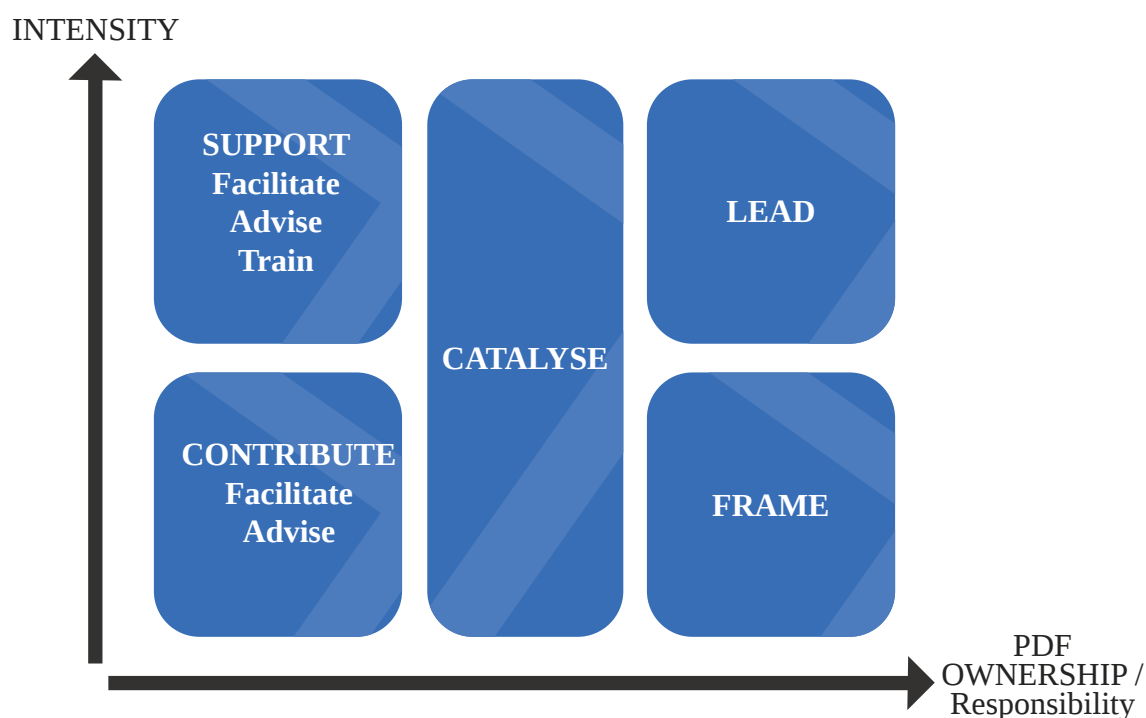 INTENSITY
SUPPORT
Facilitate
Advise
Train
CATALYSE
LEAD
CONTRIBUTE
Facilitate
Advise
FRAME
PDF
OWNERSHIP /
Responsibility